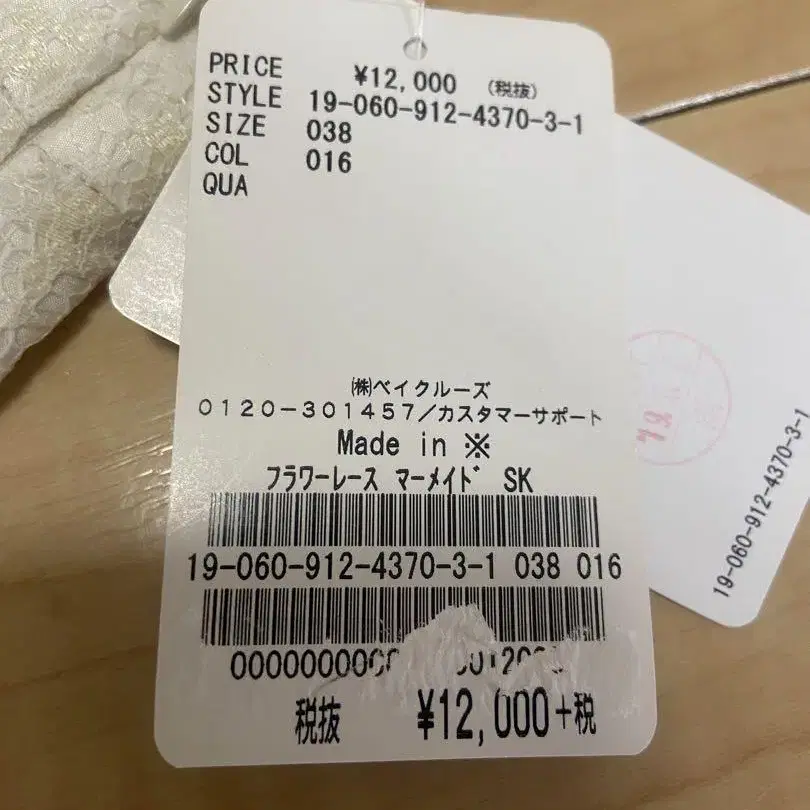 PRICE ¥12,000 (税抜)
STYLE 19-060-912-4370-3-1
SIZE 038
COL 016
QUA
㈱ベイクルーズ
0120-301457/カスタマーサポート
Made in ※
フラワーレース マーメイド SK
19-060-912-4370-3-1 038 016
税抜 ¥12,000+税
19-060-912-4370-3-1